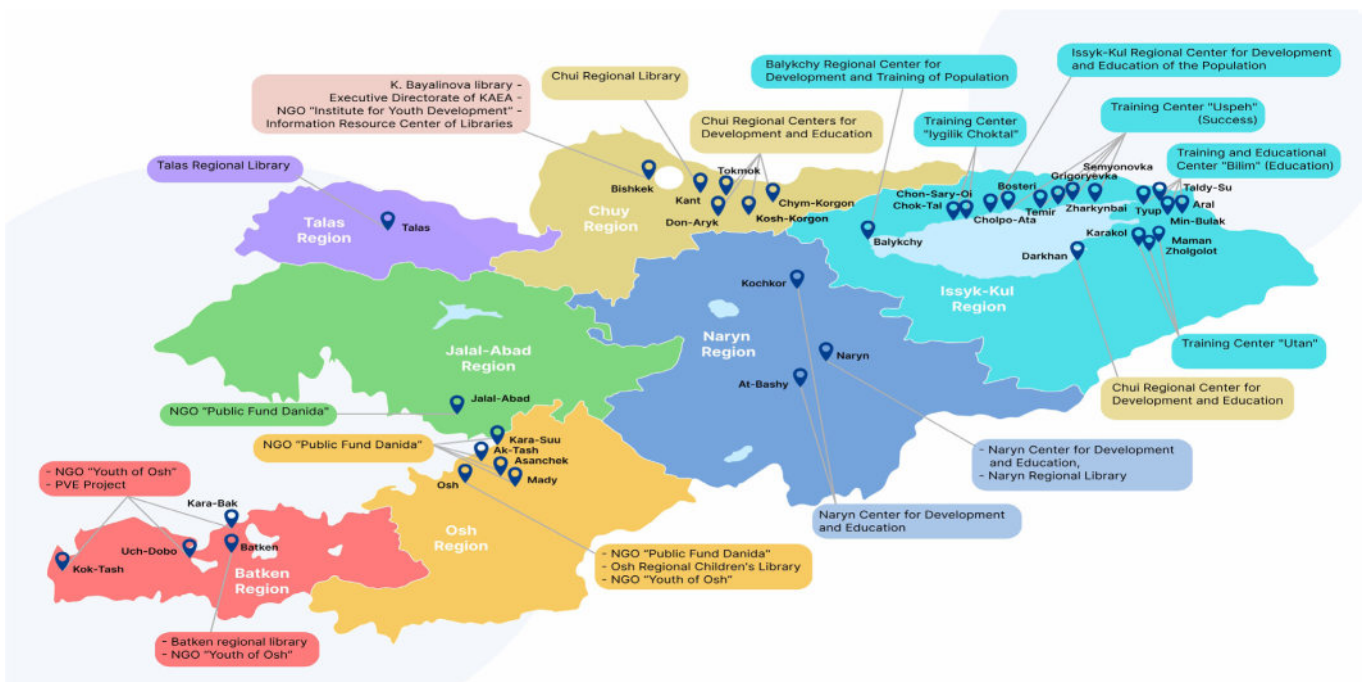 K. Bayalinova library -
Executive Directorate of KAEA -
NGO "Institute for Youth Development" -
Information Resource Center of Libraries
Chui Regional Library
Chui Regional Centers for
Development and Education
Balykchy Regional Center for
Development and Training of Population
Issyk-Kul Regional Center for Development
and Education of the Population
Training Center
"Iygilik Choktal"
Training Center "Uspeh"
(Success)
Training and Educational
Center "Bilim" (Education)
Talas Regional Library
Talas
Region
Talas
Bishkek
Chuy
Region
Kant
Tokmok
Don-Aryk
Kosh-Korgon
Chym-Korgon
Balykchy
Chon-Sary-Oi
Chok-Tal
Cholpo-Ata
Bosteri
Temir
Grigoryevka
Semyonovka
Zharkynbai
Tyup
Taldy-Su
Aral
Min-Bulak
Karakol
Maman
Zholgolot
Darkhan
Issyk-Kul
Region
Training Center "Utan"
Chui Regional Center for
Development and Education
Kochkor
Naryn
Region
Naryn
At-Bashy
- Naryn Center for Development
and Education,
- Naryn Regional Library
Naryn Center for Development
and Education
Jalal-Abad
Region
Jalal-Abad
NGO "Public Fund Danida"
NGO "Public Fund Danida"
Kara-Suu
Ak-Tash
Asanchek
Mady
Osh
Osh
Region
- NGO "Public Fund Danida"
- Osh Regional Children's Library
- NGO "Youth of Osh"
- NGO "Youth of Osh"
- PVE Project
Kara-Bak
Uch-Dobo
Batken
Kok-Tash
Batken
Region
- Batken regional library
- NGO "Youth of Osh"